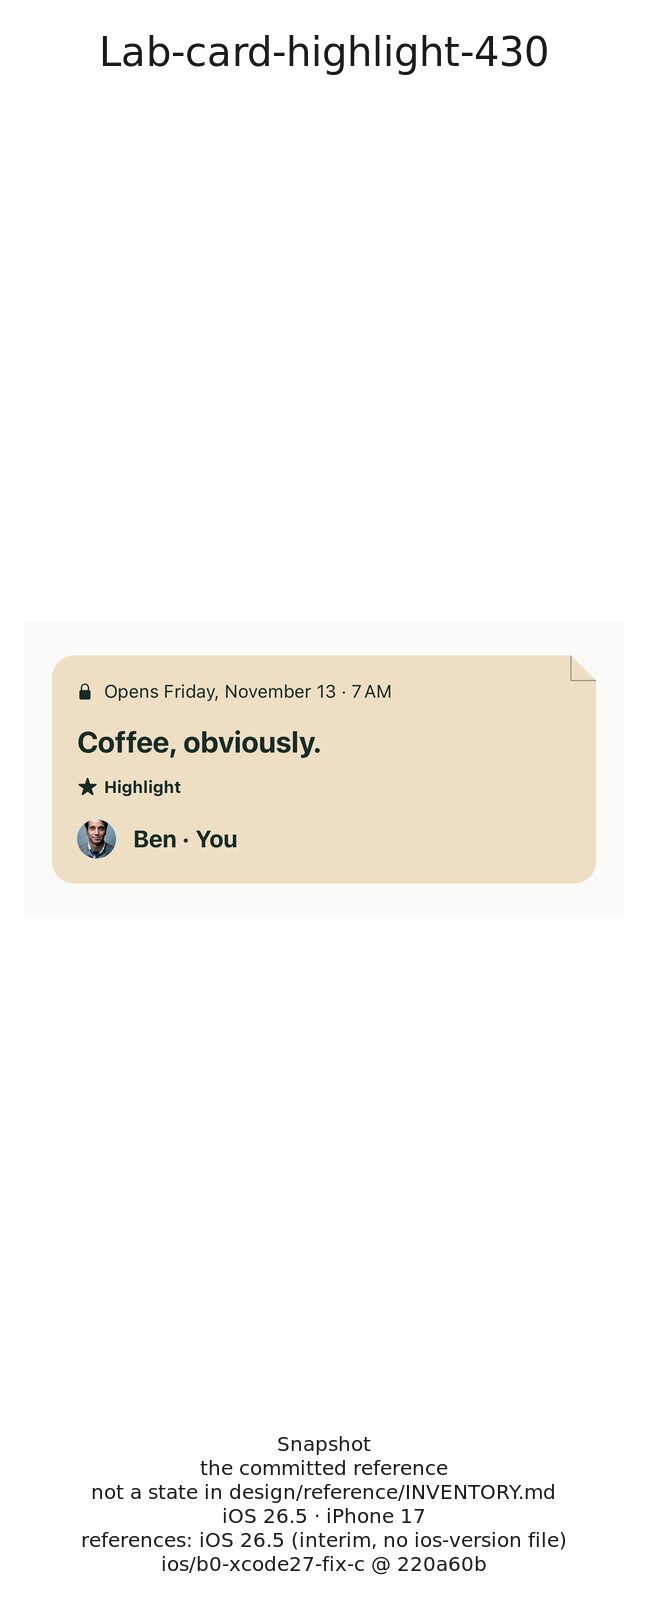 Lab-card-highlight-430
Opens Friday, November 13 · 7 AM
Coffee, obviously.
Highlight
Ben · You
Snapshot
the committed reference
not a state in design/reference/INVENTORY.md
iOS 26.5 · iPhone 17
references: iOS 26.5 (interim, no ios-version file)
ios/b0-xcode27-fix-c @ 220a60b